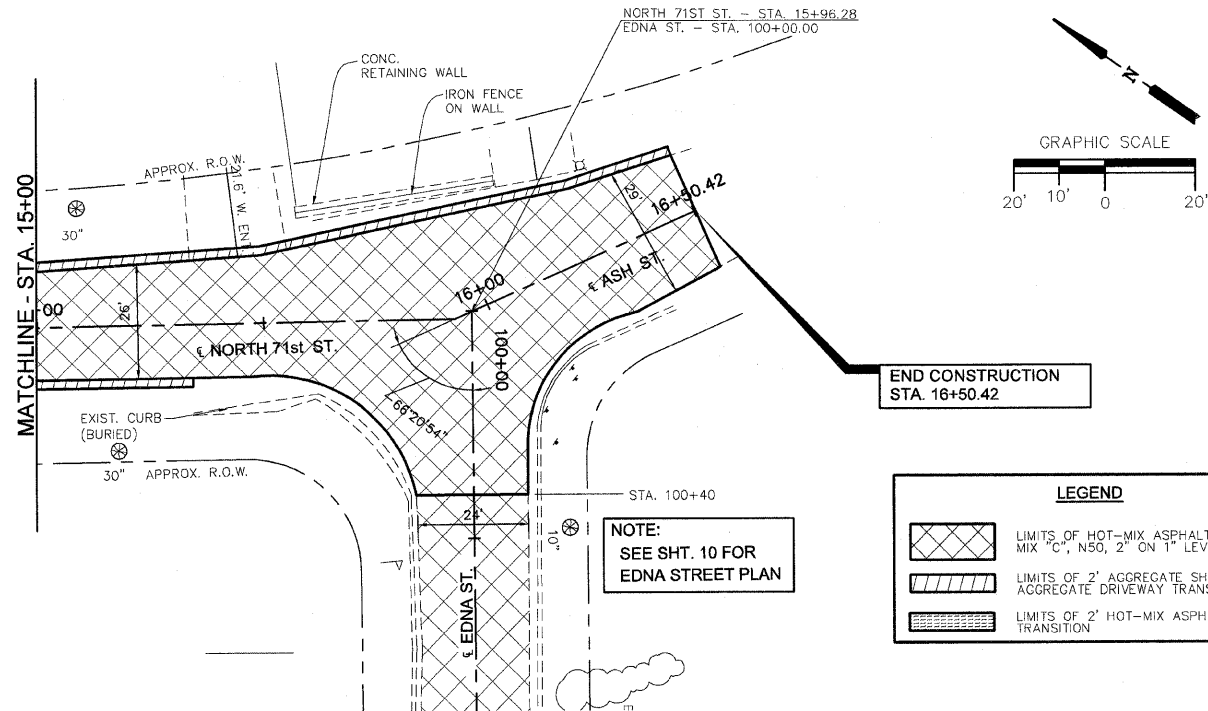 NORTH 71ST ST. - STA. 15+96.28
EDNA ST. - STA. 100+00.00
CONC.
RETAINING WALL
IRON FENCE
ON WALL
N
GRAPHIC SCALE
20' 10' 0 20'
APPROX. R.O.W.
21.6' W. ENT.
30"
MATCHLINE - STA. 15+00
29'
16+50.42
℄ ASH ST.
16+00
00
26'
℄ NORTH 71st ST.
100+00
66°20'54"
END CONSTRUCTION
STA. 16+50.42
EXIST. CURB
(BURIED)
30"
APPROX. R.O.W.
STA. 100+40
24'
10"
NOTE:
SEE SHT. 10 FOR
EDNA STREET PLAN
℄ EDNA ST.
LEGEND
LIMITS OF HOT-MIX ASPHALT
MIX "C", N50, 2" ON 1" LEV
LIMITS OF 2' AGGREGATE SH
AGGREGATE DRIVEWAY TRANS
LIMITS OF 2' HOT-MIX ASPH
TRANSITION
E